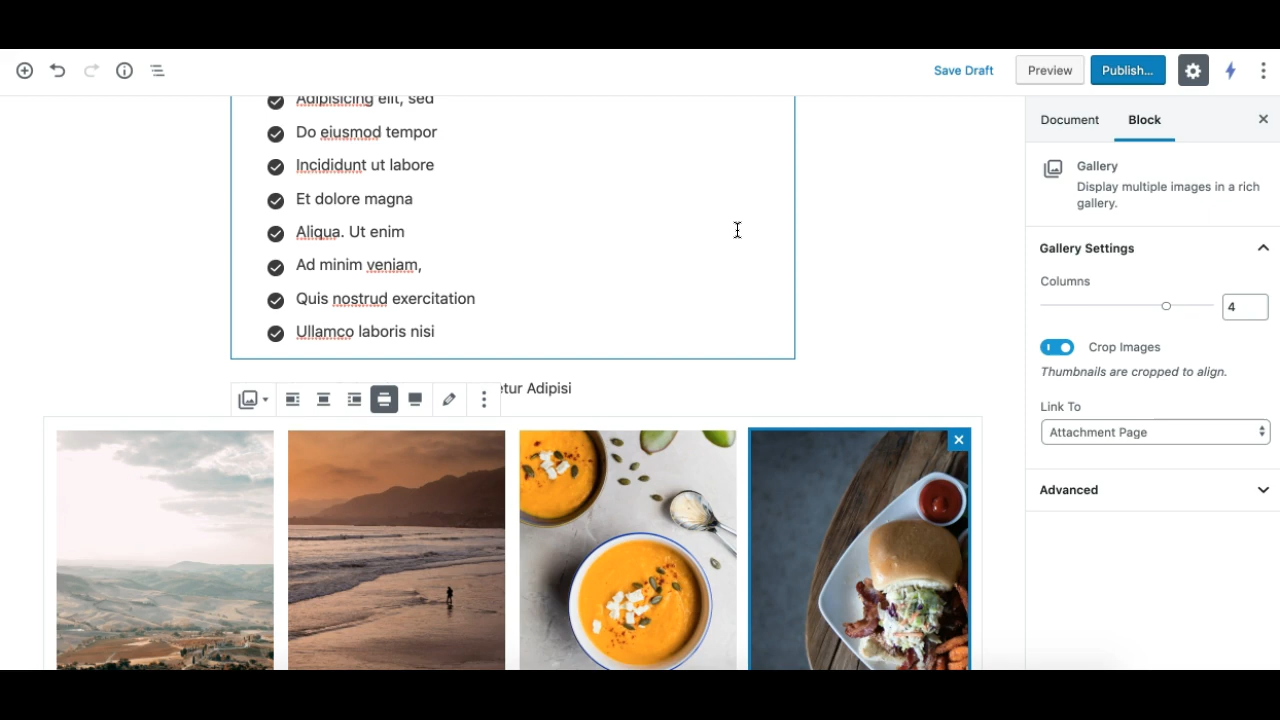 Save Draft
Preview
Publish...
Document
Block
Gallery
Display multiple images in a rich
gallery.
Gallery Settings
Columns
4
Crop Images
Thumbnails are cropped to align.
Link To
Attachment Page
Advanced
Adipisicing elit, sed
Do eiusmod tempor
Incididunt ut labore
Et dolore magna
Aliqua. Ut enim
Ad minim veniam,
Quis nostrud exercitation
Ullamco laboris nisi
Adipisi